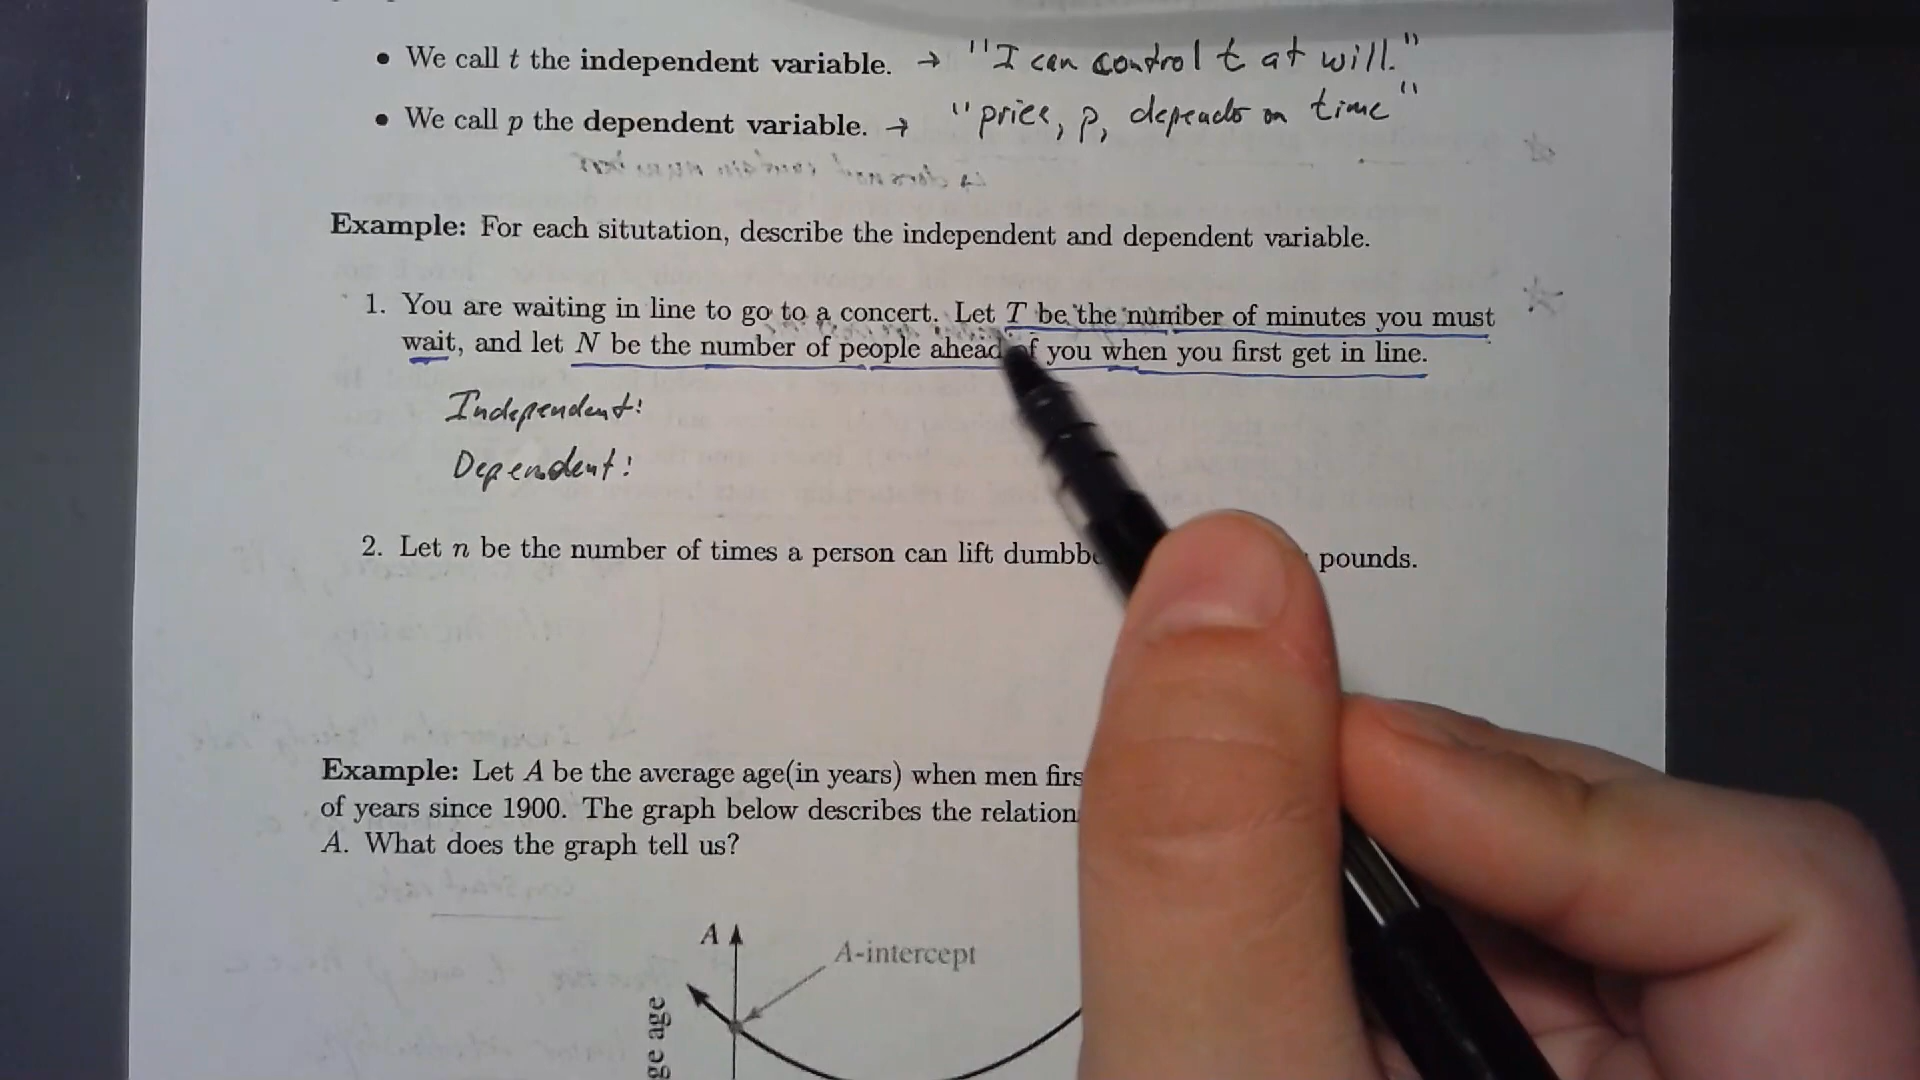 • We call t the independent variable. → "I can control t at will."
• We call p the dependent variable. → "price, p, depends on time"
Example: For each situtation, describe the independent and dependent variable.
1. You are waiting in line to go to a concert. Let T be the number of minutes you must
wait, and let N be the number of people ahead of you when you first get in line.
Independent:
Dependent:
2. Let n be the number of times a person can lift pounds.
Example: Let A be the average age(in years) when men
of years since 1900. The graph below describes the
A. What does the graph tell us?
A
A-intercept
age